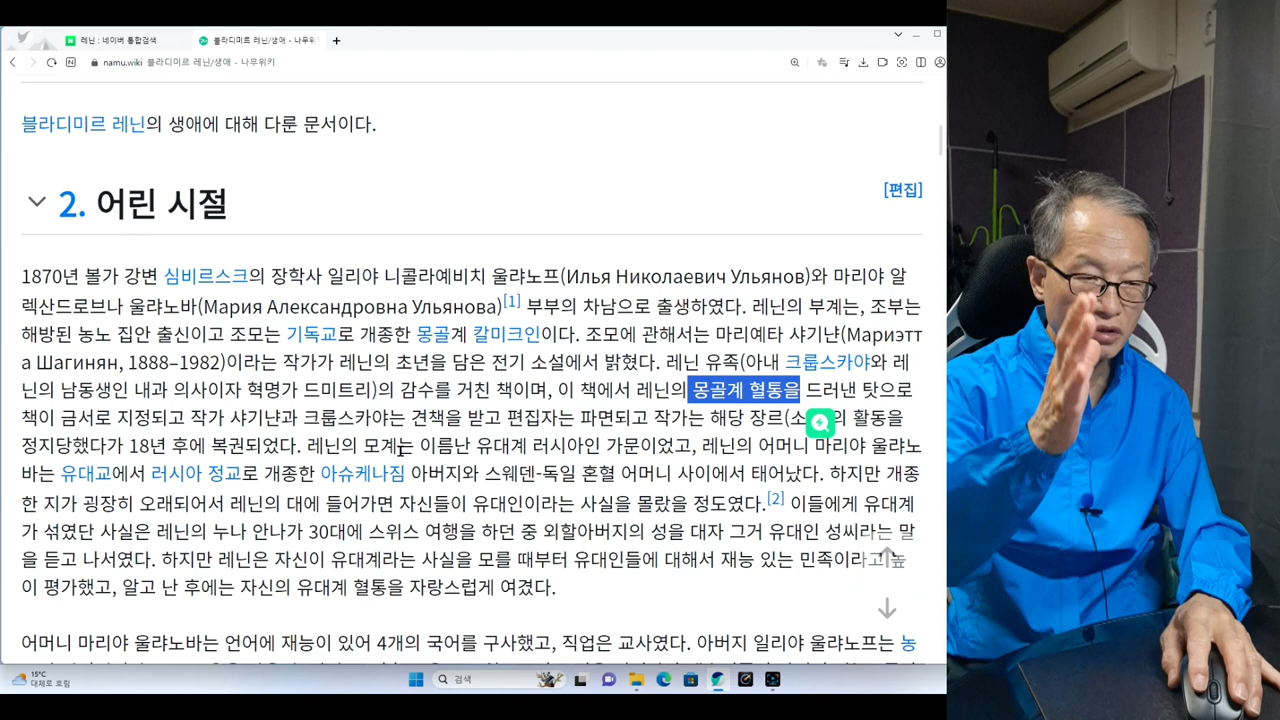 레닌 : 네이버 통합검색
블라디미르 레닌/생애 - 나무위키
namu.wiki 블라디미르 레닌/생애 - 나무위키
블라디미르 레닌의 생애에 대해 다룬 문서이다.
2. 어린 시절
[편집]
1870년 볼가 강변 심비르스크의 장학사 일리야 니콜라예비치 울랴노프(Илья Николаевич Ульянов)와 마리야 알
렉산드로브나 울랴노바(Мария Александровна Ульянова)[1] 부부의 차남으로 출생하였다. 레닌의 부계는, 조부는
해방된 농노 집안 출신이고 조모는 기독교로 개종한 몽골계 칼미크인이다. 조모에 관해서는 마리예타 샤기냔(Мариэтт
а Шагинян, 1888–1982)이라는 작가가 레닌의 초년을 담은 전기 소설에서 밝혔다. 레닌 유족(아내 크룹스카야와 레
닌의 남동생인 내과 의사이자 혁명가 드미트리)의 감수를 거친 책이며, 이 책에서 레닌의 몽골계 혈통을 드러낸 탓으로
책이 금서로 지정되고 작가 샤기냔과 크룹스카야는 견책을 받고 편집자는 파면되고 작가는 해당 장르(소 의 활동을
정지당했다가 18년 후에 복권되었다. 레닌의 모계는 이름난 유대계 러시아인 가문이었고, 레닌의 어머니 마리야 울랴노
바는 유대교에서 러시아 정교로 개종한 아슈케나짐 아버지와 스웨덴-독일 혼혈 어머니 사이에서 태어났다. 하지만 개종
한 지가 굉장히 오래되어서 레닌의 대에 들어가면 자신들이 유대인이라는 사실을 몰랐을 정도였다.[2] 이들에게 유대계
가 섞였단 사실은 레닌의 누나 안나가 30대에 스위스 여행을 하던 중 외할아버지의 성을 대자 그거 유대인 성씨라는 말
을 듣고 나서였다. 하지만 레닌은 자신이 유대계라는 사실을 모를 때부터 유대인들에 대해서 재능 있는 민족이라고 높
이 평가했고, 알고 난 후에는 자신의 유대계 혈통을 자랑스럽게 여겼다.
어머니 마리야 울랴노바는 언어에 재능이 있어 4개의 국어를 구사했고, 직업은 교사였다. 아버지 일리야 울랴노프는 농
15°C
대체로 흐림
검색